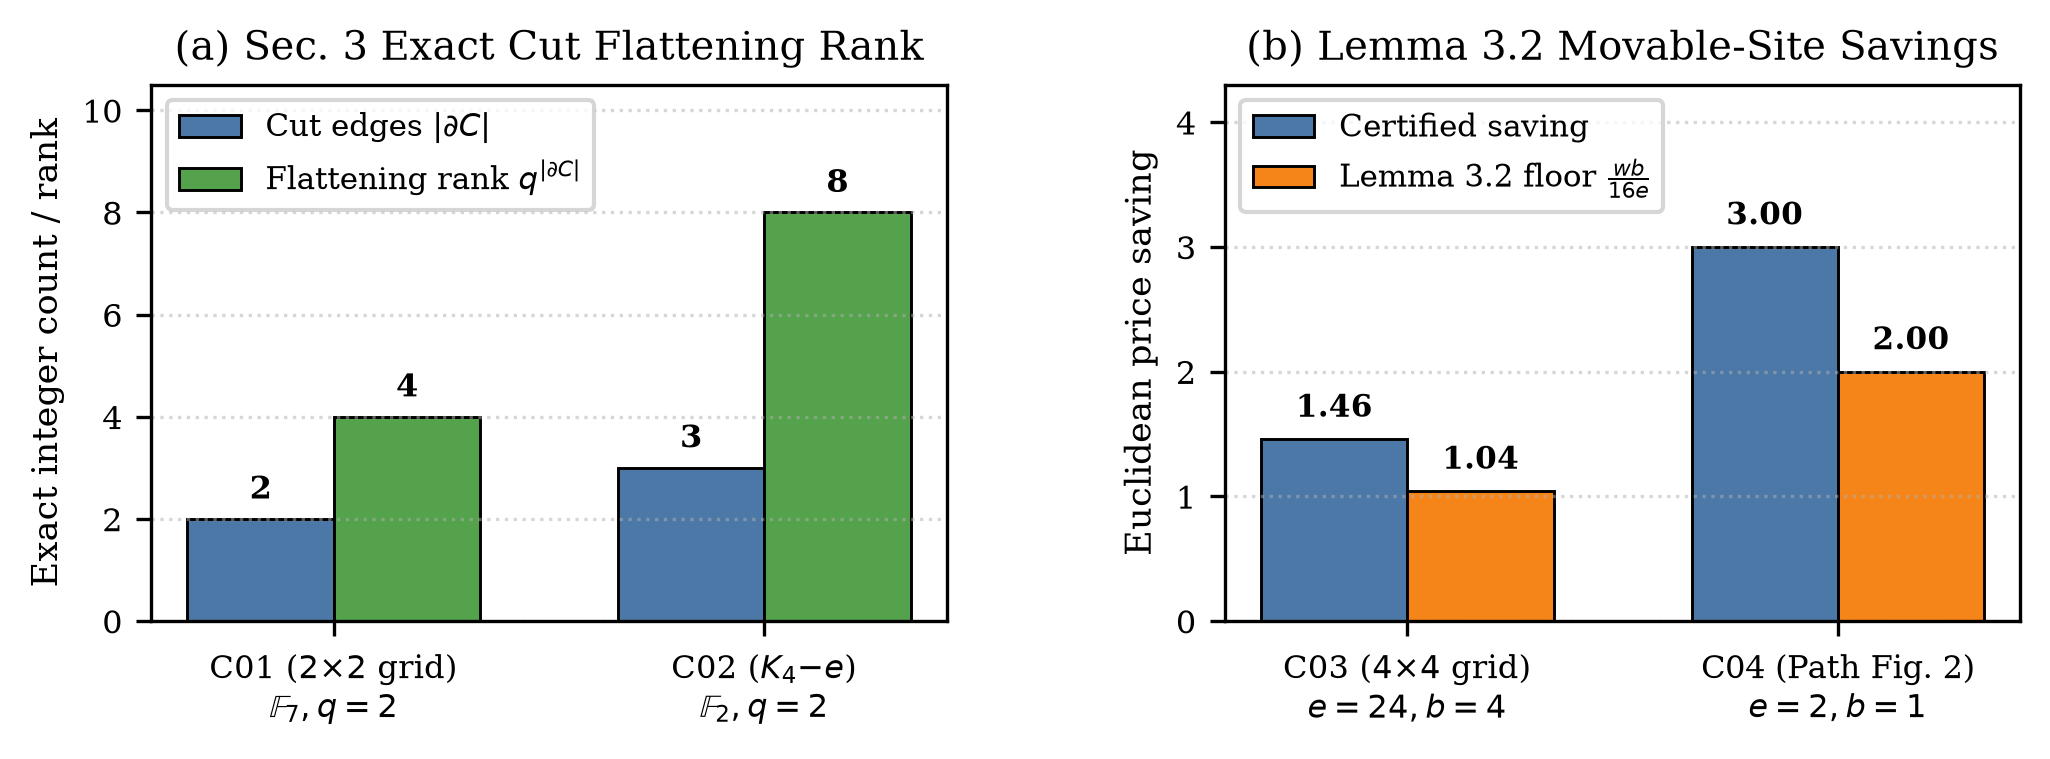 (a) Sec. 3 Exact Cut Flattening Rank
Exact integer count / rank
10
8
6
4
2
0
Cut edges |∂C|
Flattening rank q^{|∂C|}
2
4
3
8
C01 (2×2 grid)
𝔽₇, q = 2
C02 (K₄−e)
𝔽₂, q = 2
(b) Lemma 3.2 Movable-Site Savings
Euclidean price saving
4
3
2
1
0
Certified saving
Lemma 3.2 floor \frac{wb}{16e}
1.46
1.04
3.00
2.00
C03 (4×4 grid)
e = 24, b = 4
C04 (Path Fig. 2)
e = 2, b = 1